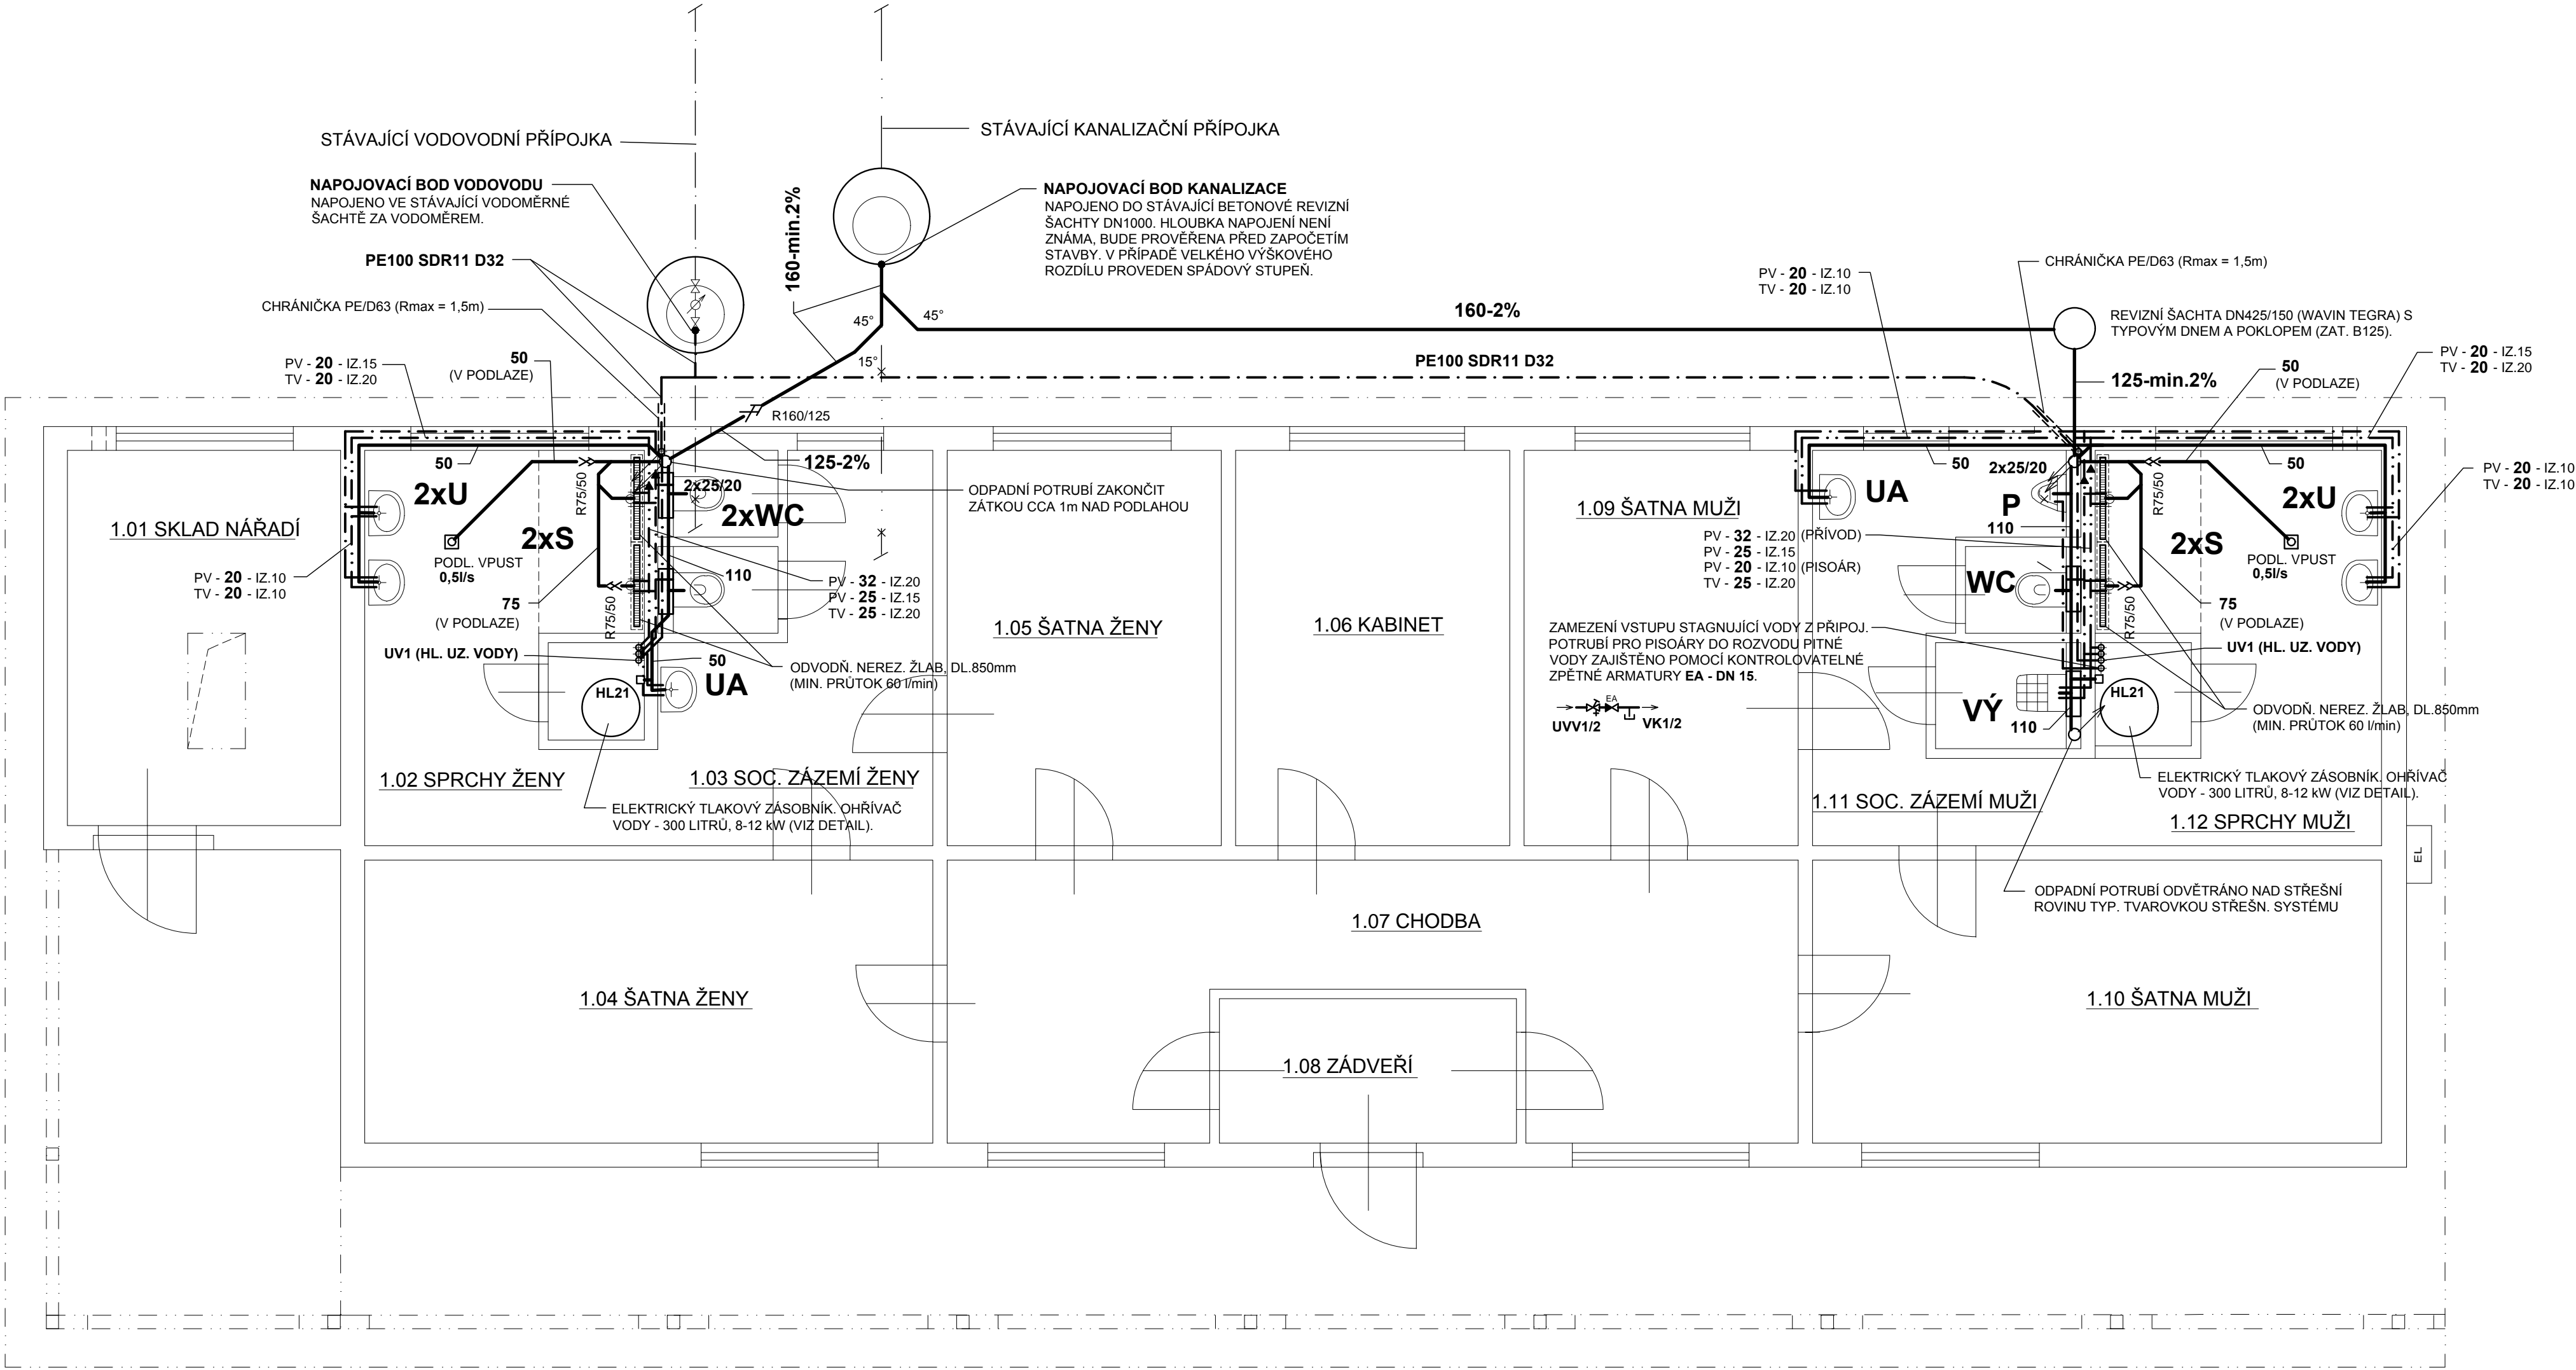 STÁVAJÍCÍ VODOVODNÍ PŘÍPOJKA
STÁVAJÍCÍ KANALIZAČNÍ PŘÍPOJKA
NAPOJOVACÍ BOD VODOVODU
NAPOJENO VE STÁVAJÍCÍ VODOMĚRNÉ
ŠACHTĚ ZA VODOMĚREM.
160-min.2%
NAPOJOVACÍ BOD KANALIZACE
NAPOJENO DO STÁVAJÍCÍ BETONOVÉ REVIZNÍ
ŠACHTY DN1000. HLOUBKA NAPOJENÍ NENÍ
ZNÁMA, BUDE PROVĚŘENA PŘED ZAPOČETÍM
STAVBY. V PŘÍPADĚ VELKÉHO VÝŠKOVÉHO
ROZDÍLU PROVEDEN SPÁDOVÝ STUPEŇ.
PE100 SDR11 D32
CHRÁNIČKA PE/D63 (Rmax = 1,5m)
PV - 20 - IZ.15
TV - 20 - IZ.20
50
(V PODLAZE)
45°
45°
15°
160-2%
PE100 SDR11 D32
PV - 20 - IZ.10
TV - 20 - IZ.10
CHRÁNIČKA PE/D63 (Rmax = 1,5m)
REVIZNÍ ŠACHTA DN425/150 (WAVIN TEGRA) S
TYPOVÝM DNEM A POKLOPEM (ZAT. B125).
125-min.2%
50
(V PODLAZE)
PV - 20 - IZ.15
TV - 20 - IZ.20
R160/125
125-2%
50
2xU
R75/50
2x25/20
2xWC
2xS
ODPADNÍ POTRUBÍ ZAKONČIT
ZÁTKOU CCA 1m NAD PODLAHOU
1.01 SKLAD NÁŘADÍ
PODL. VPUST
0,5l/s
PV - 20 - IZ.10
TV - 20 - IZ.10
75
(V PODLAZE)
R75/50
110
PV - 32 - IZ.20
PV - 25 - IZ.15
TV - 25 - IZ.20
UV1 (HL. UZ. VODY)
50
UA
HL21
ODVODŇ. NEREZ. ŽLAB, DL.850mm
(MIN. PRŮTOK 60 l/min)
1.02 SPRCHY ŽENY
1.03 SOC. ZÁZEMÍ ŽENY
ELEKTRICKÝ TLAKOVÝ ZÁSOBNÍK. OHŘÍVAČ
VODY - 300 LITRŮ, 8-12 kW (VIZ DETAIL).
1.05 ŠATNA ŽENY
1.06 KABINET
1.09 ŠATNA MUŽI
PV - 32 - IZ.20 (PŘÍVOD)
PV - 25 - IZ.15
PV - 20 - IZ.10 (PISOÁR)
TV - 25 - IZ.20
ZAMEZENÍ VSTUPU STAGNUJÍCÍ VODY Z PŘIPOJ.
POTRUBÍ PRO PISOÁRY DO ROZVODU PITNÉ
VODY ZAJIŠTĚNO POMOCÍ KONTROLOVATELNÉ
ZPĚTNÉ ARMATURY EA - DN 15.
EA
UVV1/2
VK1/2
50
2x25/20
UA
P
110
WC
VÝ
110
R75/50
50
2xU
2xS
PODL. VPUST
0,5l/s
PV - 20 - IZ.10
TV - 20 - IZ.10
75
(V PODLAZE)
R75/50
UV1 (HL. UZ. VODY)
HL21
ODVODŇ. NEREZ. ŽLAB, DL.850mm
(MIN. PRŮTOK 60 l/min)
ELEKTRICKÝ TLAKOVÝ ZÁSOBNÍK. OHŘÍVAČ
VODY - 300 LITRŮ, 8-12 kW (VIZ DETAIL).
1.11 SOC. ZÁZEMÍ MUŽI
1.12 SPRCHY MUŽI
EL
ODPADNÍ POTRUBÍ ODVĚTRÁNO NAD STŘEŠNÍ
ROVINU TYP. TVAROVKOU STŘEŠN. SYSTÉMU
1.07 CHODBA
1.04 ŠATNA ŽENY
1.10 ŠATNA MUŽI
1.08 ZÁDVEŘÍ